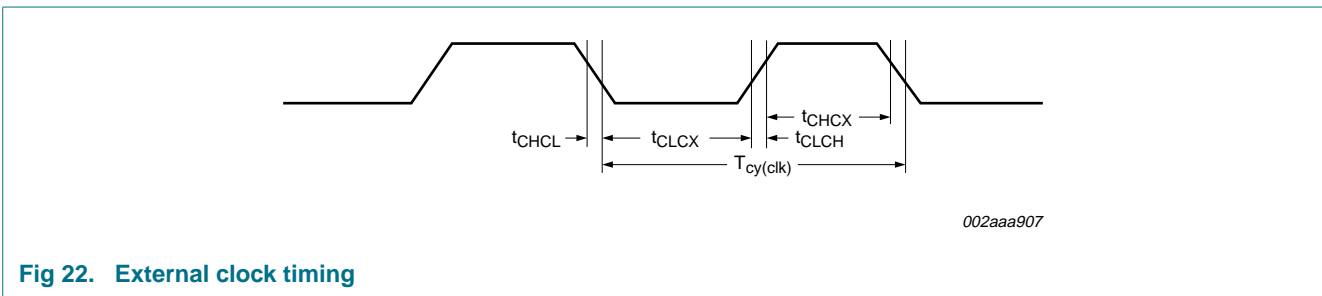 tCHCX
tCHCL tCLCX tCLCH
Tcy(clk)
002aaa907
Fig 22. External clock timing